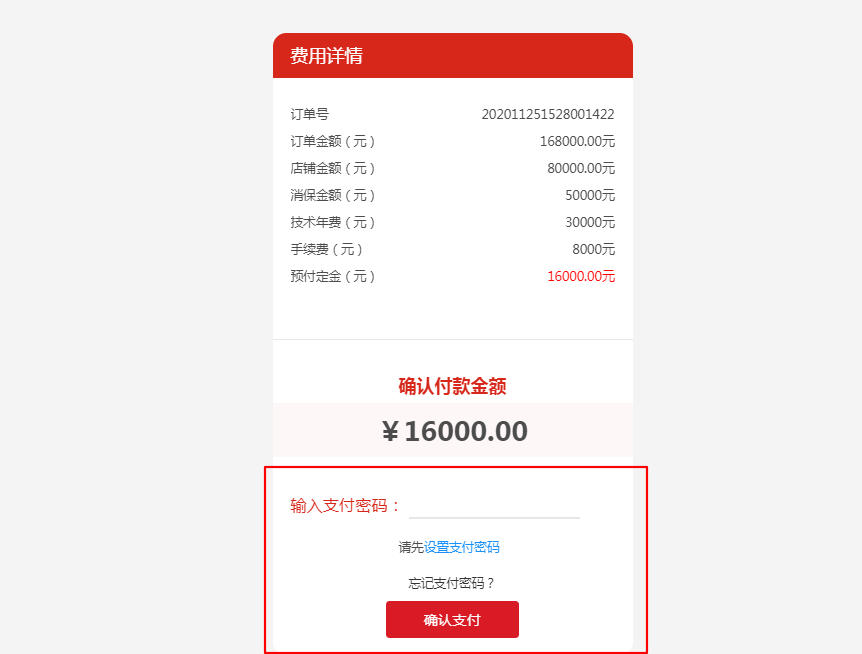 费用详情
订单号 202011251528001422
订单金额（元） 168000.00元
店铺金额（元） 80000.00元
消保金额（元） 50000元
技术年费（元） 30000元
手续费（元） 8000元
预付定金（元） 16000.00元
确认付款金额
¥16000.00
输入支付密码：
请先设置支付密码
忘记支付密码？
确认支付